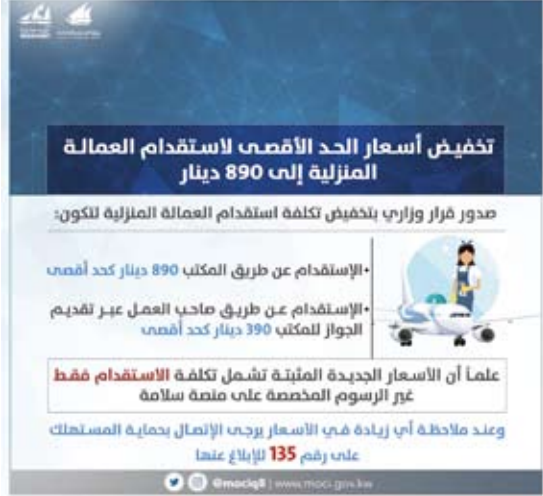 تخفيض أسعار الحد الأقصى لاستقدام العمالة
المنزلية إلى 890 دينار
صدور قرار وزاري بتخفيض تكلفة استقدام العمالة المنزلية لتكون:
•الإستقدام عن طريق المكتب 890 دينار كحد أقصى
•الإستقدام عن طريق صاحب العمل عبر تقديم
الجواز للمكتب 390 دينار كحد أقصى
علماً أن الأسعار الجديدة المثبتة تشمل تكلفة الاستقدام فقط
غير الرسوم المخصصة على منصة سلامة
وعند ملاحظة أي زيادة في الأسعار يرجى الإتصال بحماية المستهلك
على رقم 135 للإبلاغ عنها
@mociq8 | www.moci.gov.kw